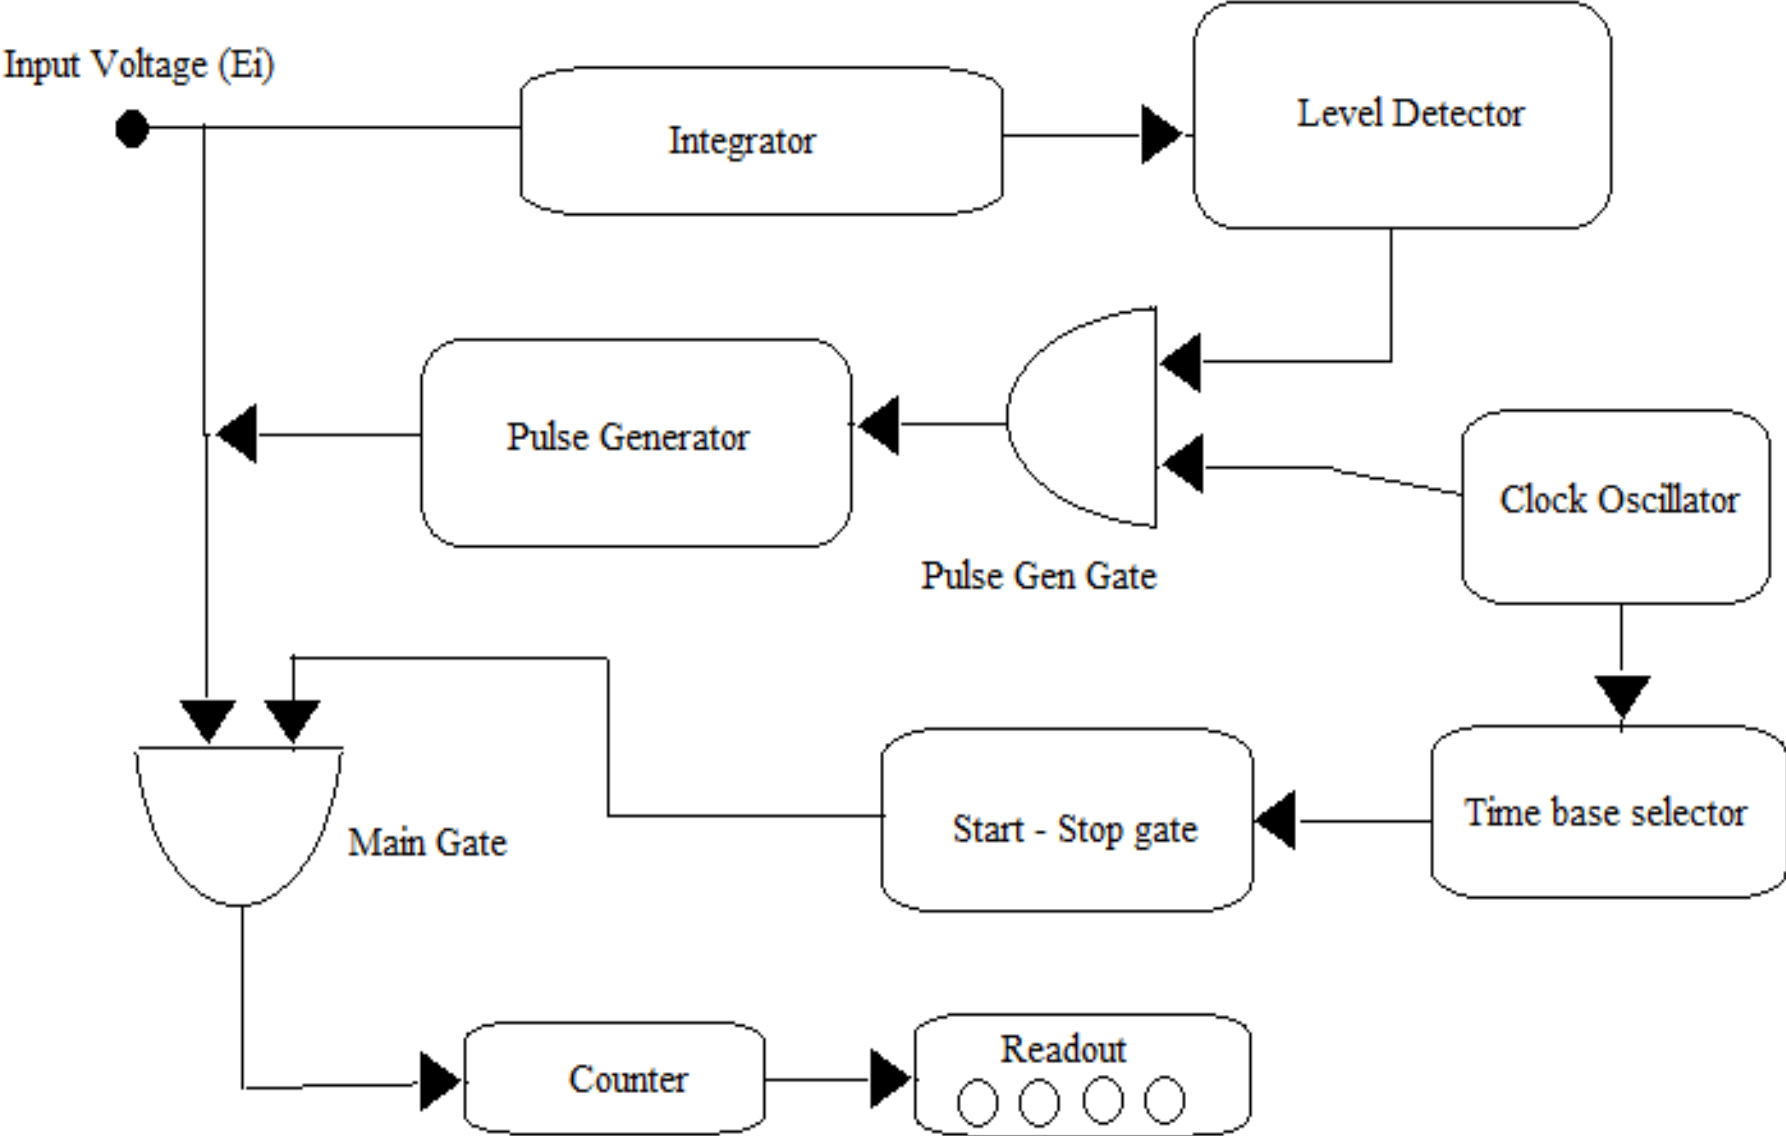 Input Voltage (Ei)
Integrator
Level Detector
Pulse Generator
Clock Oscillator
Pulse Gen Gate
Main Gate
Start - Stop gate
Time base selector
Counter
Readout